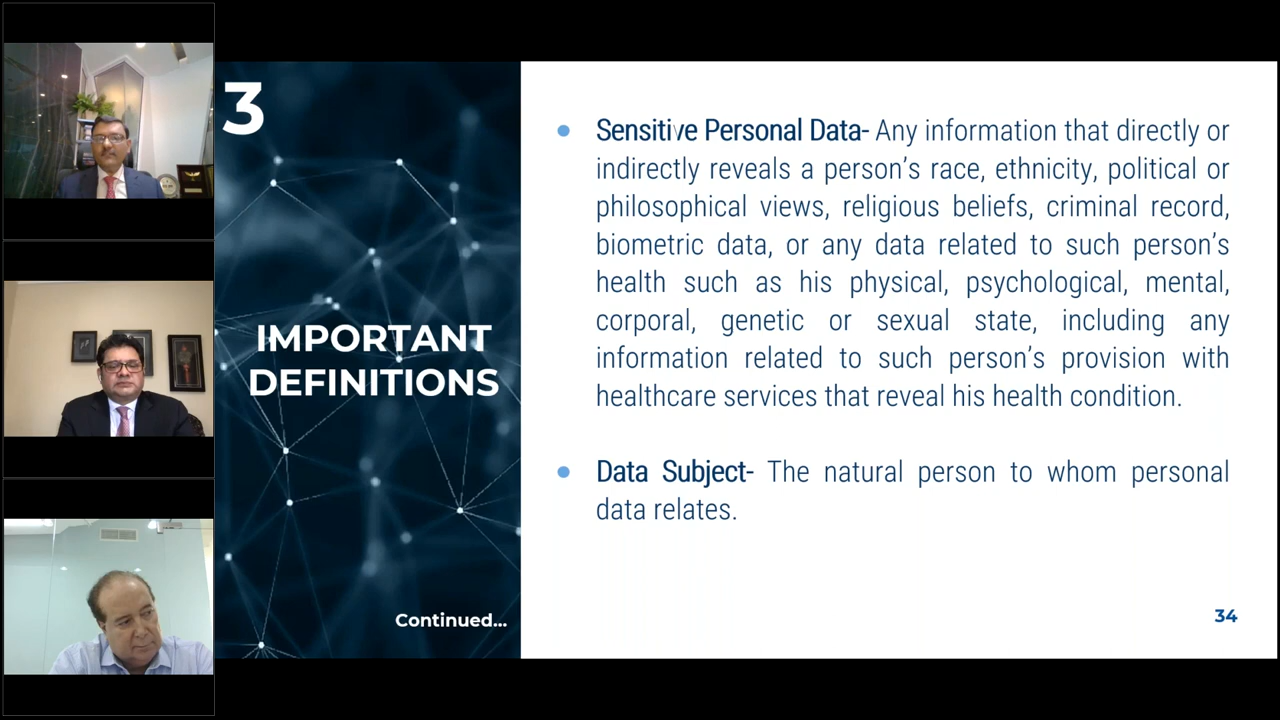 3
IMPORTANT
DEFINITIONS
Continued...
Sensitive Personal Data- Any information that directly or
indirectly reveals a person’s race, ethnicity, political or
philosophical views, religious beliefs, criminal record,
biometric data, or any data related to such person’s
health such as his physical, psychological, mental,
corporal, genetic or sexual state, including any
information related to such person’s provision with
healthcare services that reveal his health condition.
Data Subject- The natural person to whom personal
data relates.
34